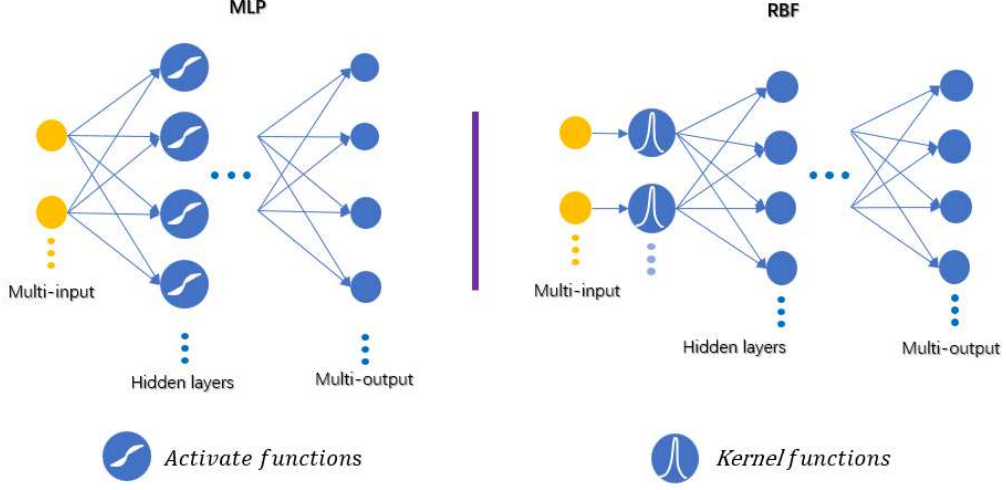 MLP
RBF
Multi-input
Hidden layers
Multi-output
Multi-input
Hidden layers
Multi-output
Activate functions
Kernel functions